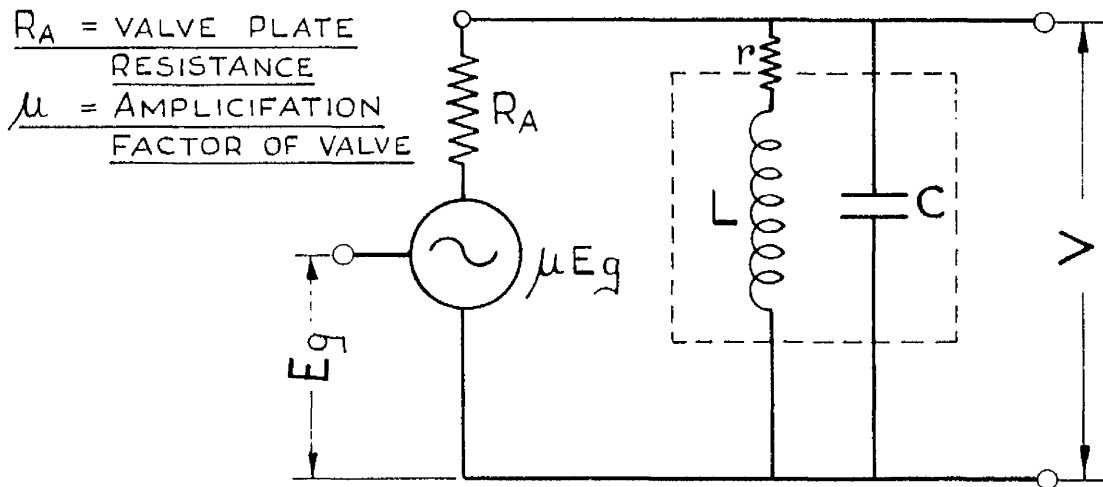 RA = VALVE PLATE
RESISTANCE
μ = AMPLICIFATION
FACTOR OF VALVE
RA
r
L
C
μEg
Eg
V